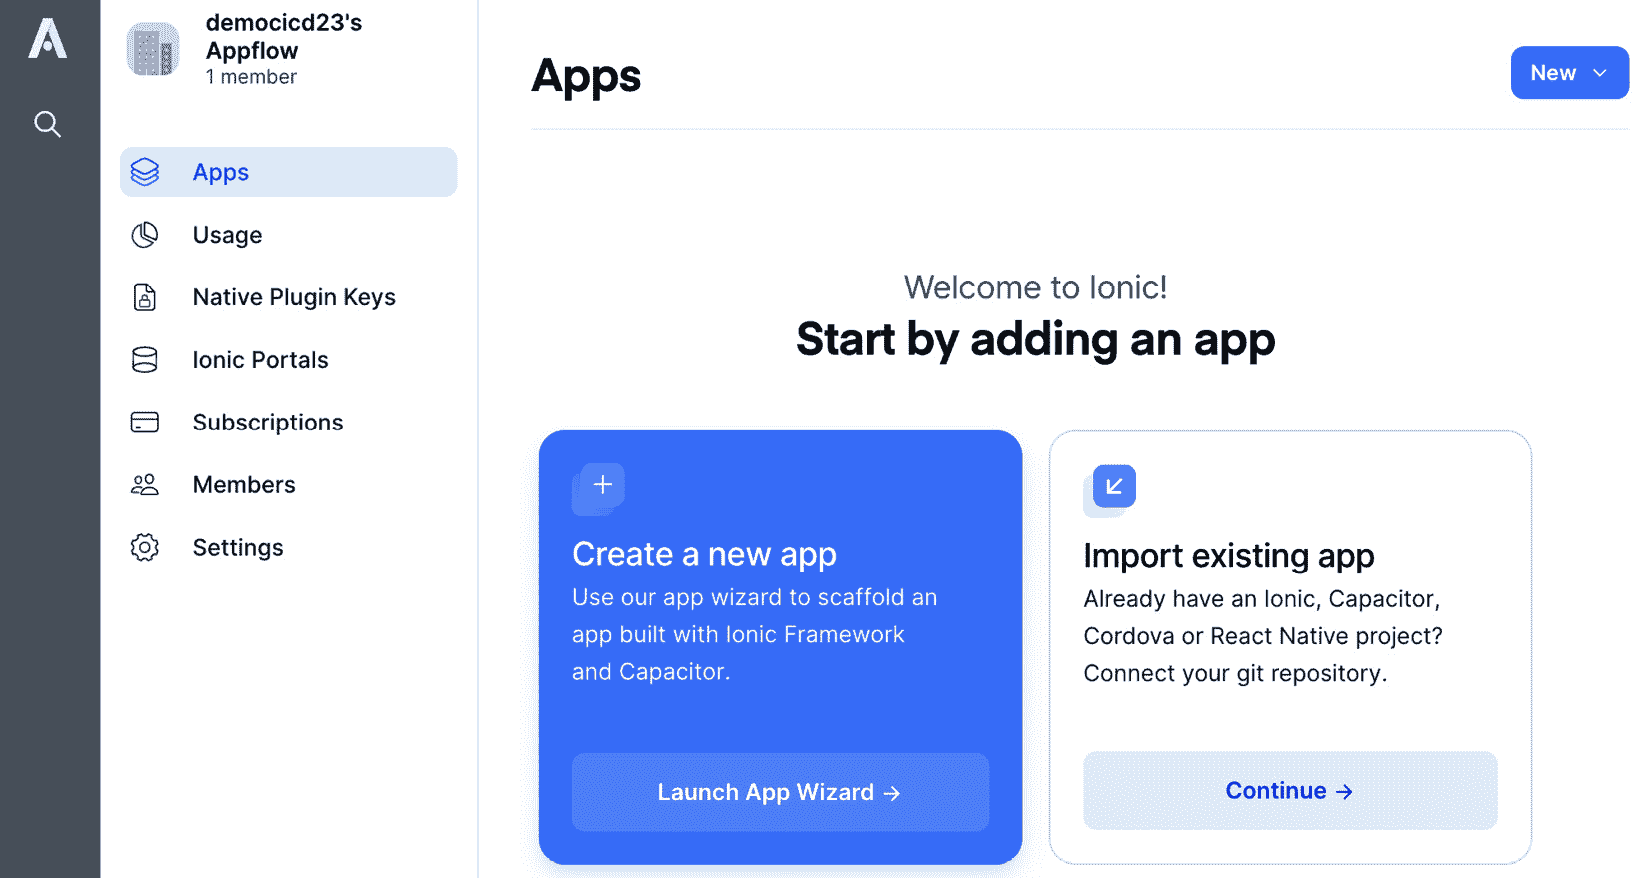 democicd23's
Appflow
1 member
Apps
Usage
Native Plugin Keys
Ionic Portals
Subscriptions
Members
Settings
Apps
New
Welcome to Ionic!
Start by adding an app
Create a new app
Use our app wizard to scaffold an
app built with Ionic Framework
and Capacitor.
Launch App Wizard →
Import existing app
Already have an Ionic, Capacitor,
Cordova or React Native project?
Connect your git repository.
Continue →